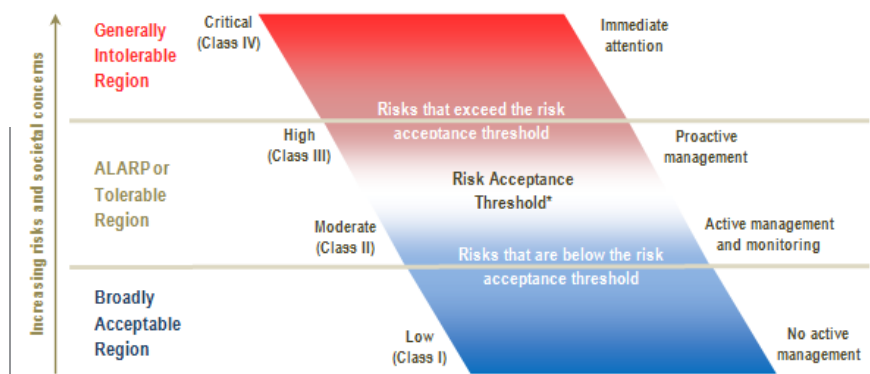 Increasing risks and societal concerns
Generally
Intolerable
Region
Critical
(Class IV)
Immediate
attention
Risks that exceed the risk
acceptance threshold
High
(Class III)
Proactive
management
ALARP or
Tolerable
Region
Risk Acceptance
Threshold*
Moderate
(Class II)
Active management
and monitoring
Risks that are below the risk
acceptance threshold
Broadly
Acceptable
Region
Low
(Class I)
No active
management